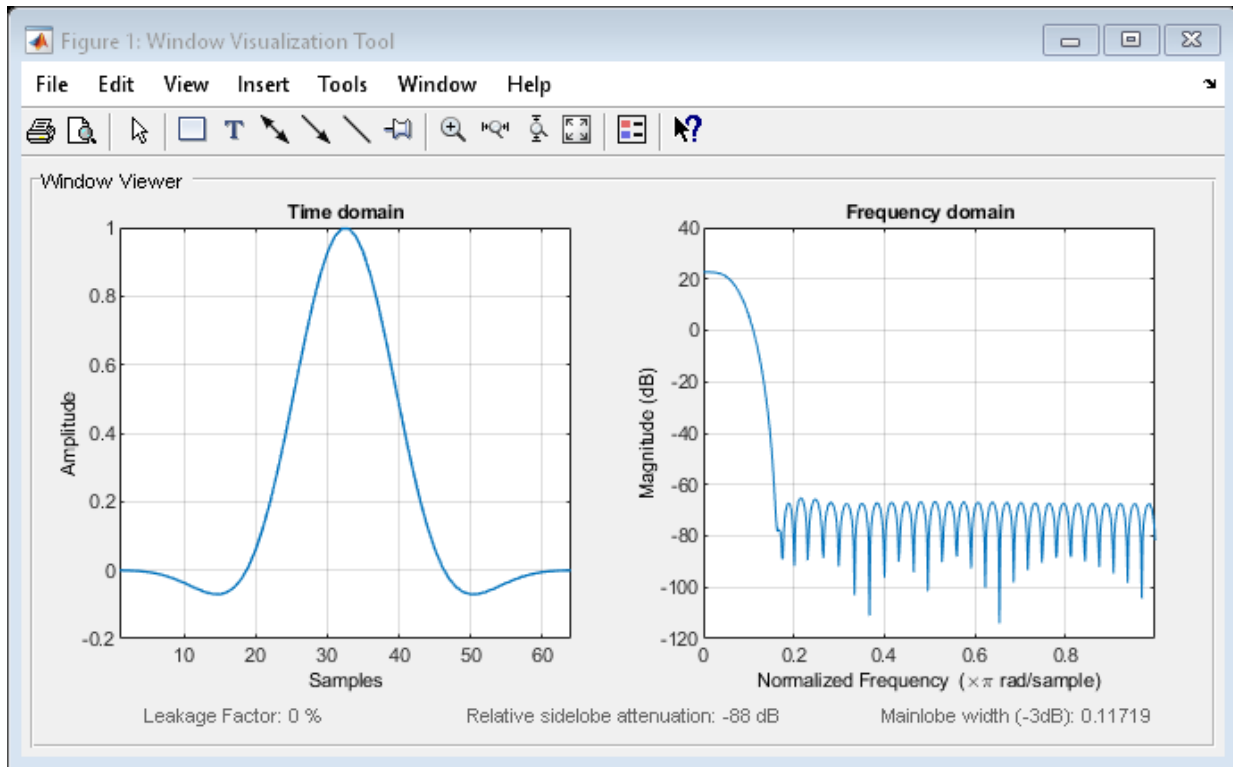 Figure 1: Window Visualization Tool
File Edit View Insert Tools Window Help
T
?
Window Viewer
Time domain
1
0.8
0.6
0.4
0.2
0
-0.2
Amplitude
10 20 30 40 50 60
Samples
Frequency domain
40
20
0
-20
-40
-60
-80
-100
-120
Magnitude (dB)
0 0.2 0.4 0.6 0.8
Normalized Frequency (×π rad/sample)
Leakage Factor: 0 % Relative sidelobe attenuation: -88 dB Mainlobe width (-3dB): 0.11719